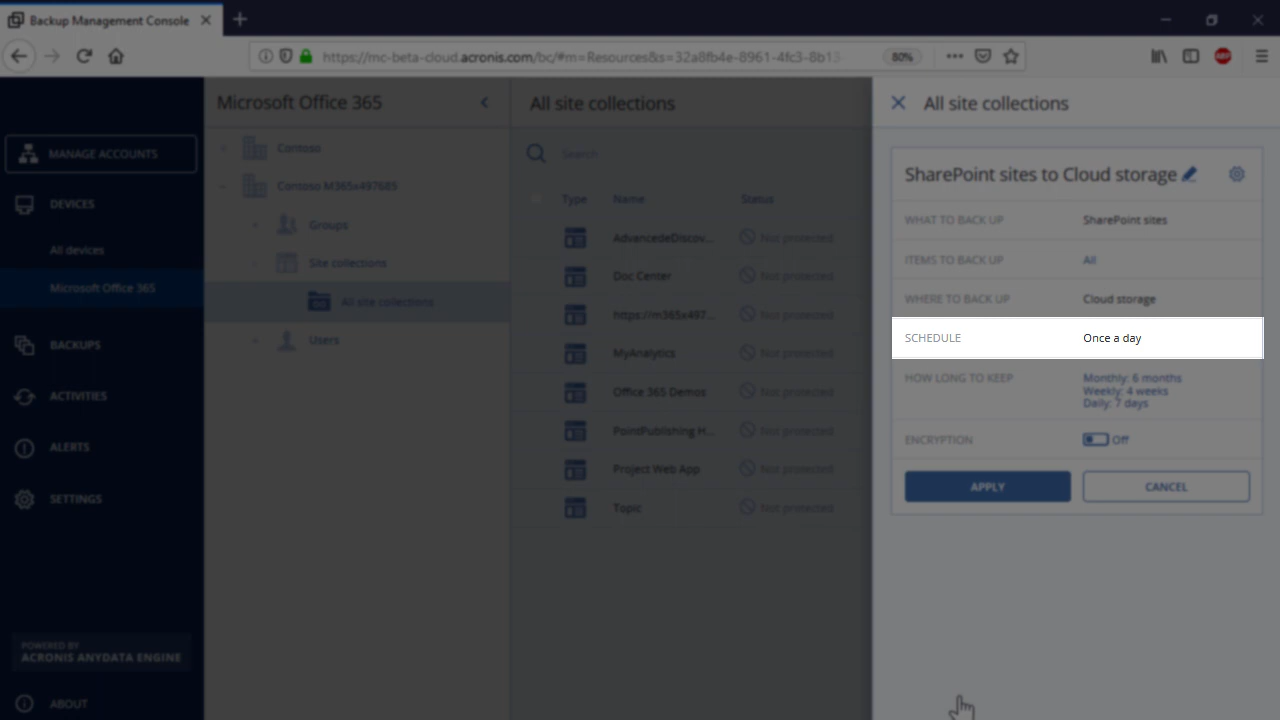 Backup Management Console
https://mc-beta-cloud.acronis.com/bc/#m=Resources&s=32a8fb4e-8961-4fc3-8b13-
80%
ABP
MANAGE ACCOUNTS
DEVICES
All devices
Microsoft Office 365
BACKUPS
ACTIVITIES
ALERTS
SETTINGS
POWERED BY
ACRONIS ANYDATA ENGINE
ABOUT
Microsoft Office 365
Contoso
Contoso M365x497685
Groups
Site collections
All site collections
Users
All site collections
Search
Type Name Status
AdvancedeDiscov... Not protected
Doc Center Not protected
https://m365x497... Not protected
MyAnalytics Not protected
Office 365 Demos Not protected
PointPublishing H... Not protected
Project Web App Not protected
Topic Not protected
All site collections
SharePoint sites to Cloud storage
WHAT TO BACK UP SharePoint sites
ITEMS TO BACK UP All
WHERE TO BACK UP Cloud storage
SCHEDULE Once a day
HOW LONG TO KEEP Monthly: 6 months
Weekly: 4 weeks
Daily: 7 days
ENCRYPTION Off
APPLY CANCEL